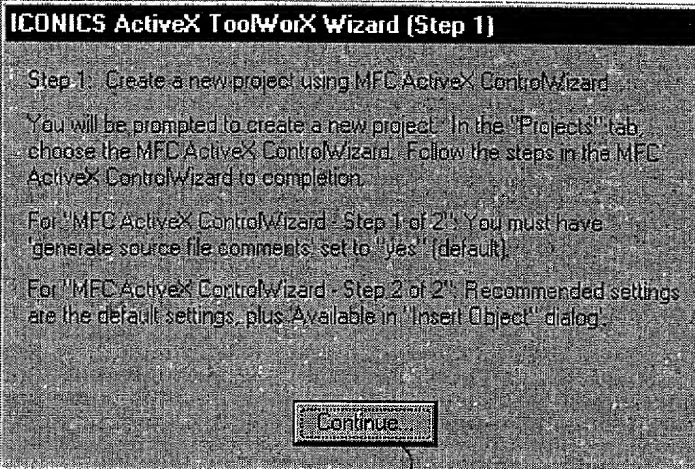 ICONICS ActiveX ToolWorX Wizard (Step 1)
Step 1: Create a new project using MFC ActiveX ControlWizard
You will be prompted to create a new project. In the "Projects" tab,
choose the MFC ActiveX ControlWizard. Follow the steps in the MFC
ActiveX ControlWizard to completion.
For "MFC ActiveX ControlWizard - Step 1 of 2": You must have
'generate source file comments' set to "yes" (default).
For "MFC ActiveX ControlWizard - Step 2 of 2": Recommended settings
are the default settings, plus 'Available in "Insert Object" dialog'.
Continue...